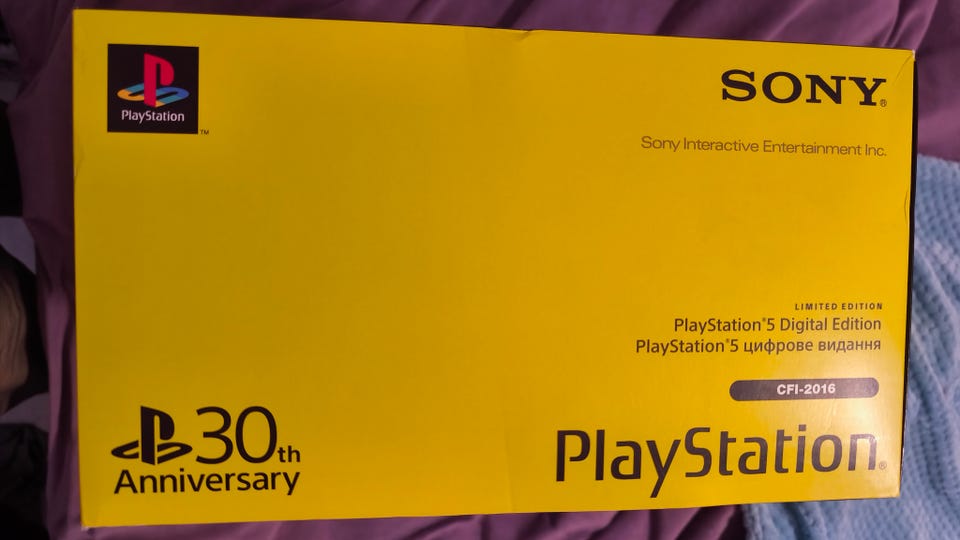 PlayStation™
SONY®
Sony Interactive Entertainment Inc.
LIMITED EDITION
PlayStation®5 Digital Edition
PlayStation®5 цифрове видання
CFI-2016
30th
Anniversary
PlayStation®